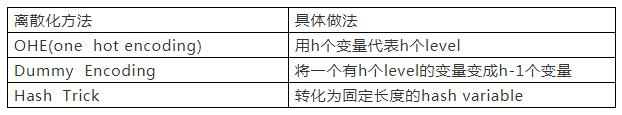 离散化方法 具体做法
OHE(one hot encoding) 用h个变量代表h个level
Dummy Encoding 将一个有h个level的变量变成h-1个变量
Hash Trick 转化为固定长度的hash variable